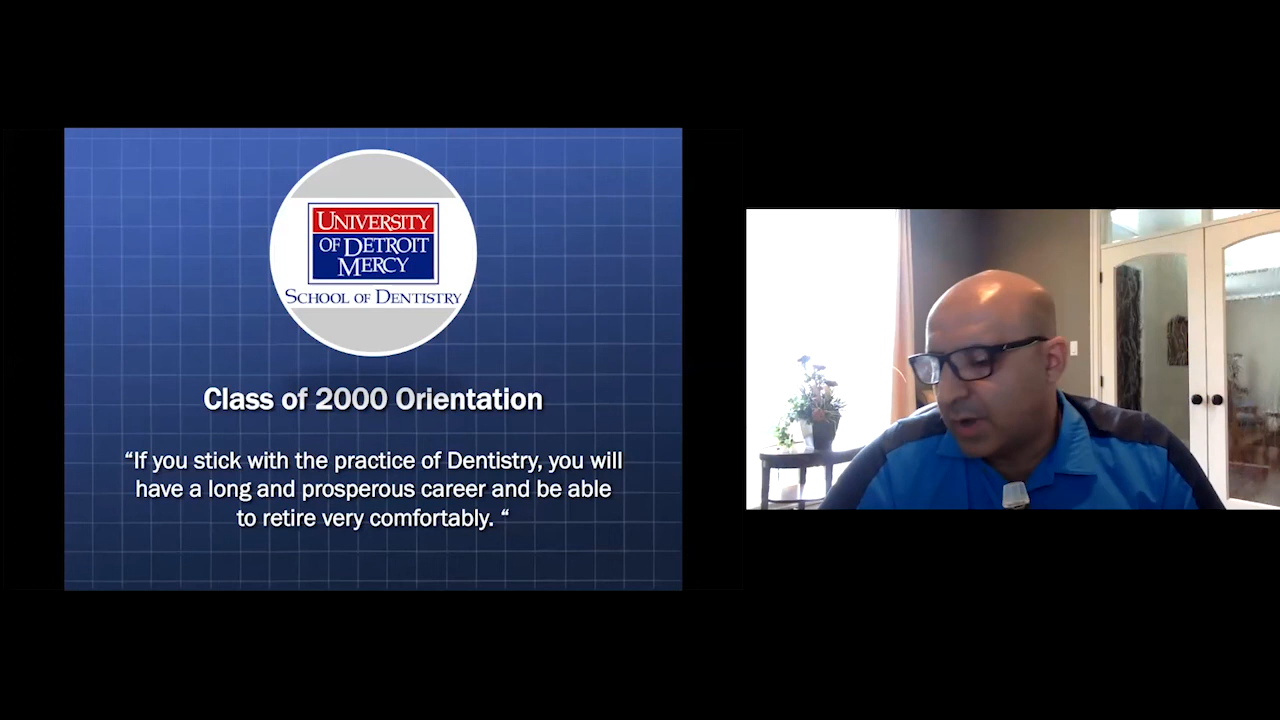 UNIVERSITY
OF DETROIT
MERCY
SCHOOL OF DENTISTRY
Class of 2000 Orientation
“If you stick with the practice of Dentistry, you will
have a long and prosperous career and be able
to retire very comfortably. “